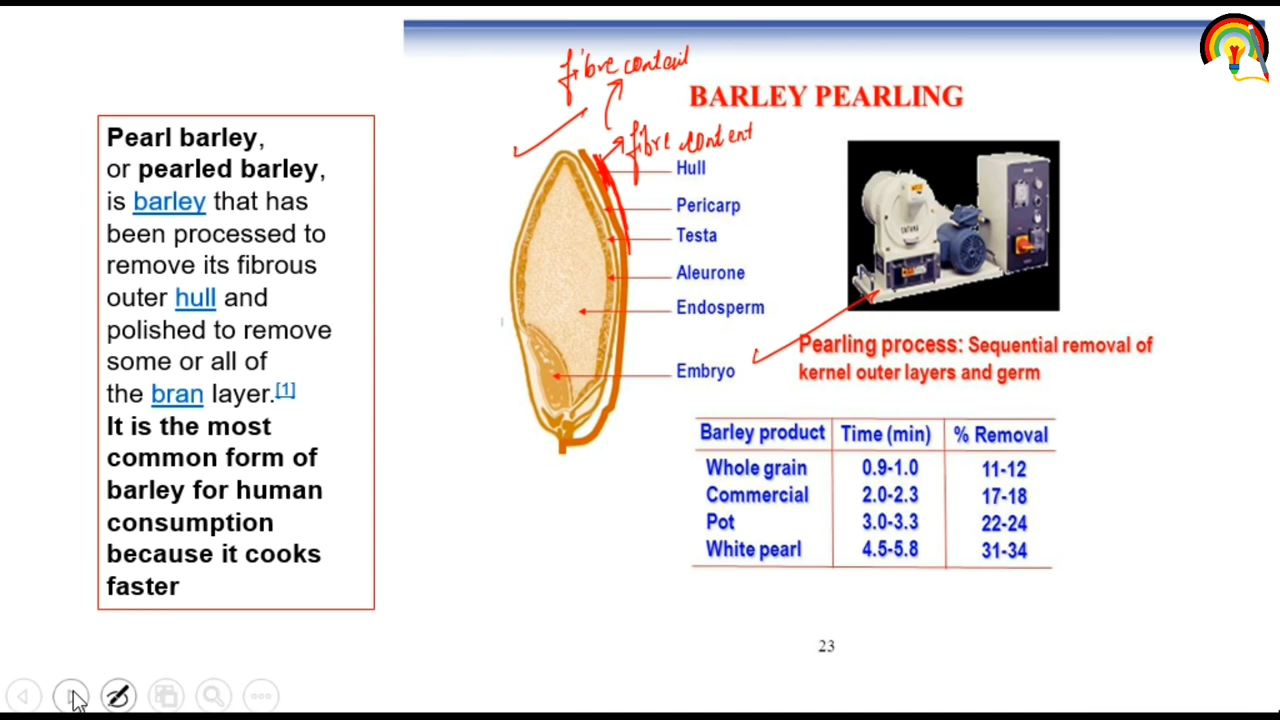 Pearl barley,
or pearled barley,
is barley that has
been processed to
remove its fibrous
outer hull and
polished to remove
some or all of
the bran layer.[1]
It is the most
common form of
barley for human
consumption
because it cooks
faster
fibre content
BARLEY PEARLING
fibre content
Hull
Pericarp
Testa
Aleurone
Endosperm
Embryo
Pearling process: Sequential removal of
kernel outer layers and germ
Barley product Time (min) % Removal
Whole grain 0.9-1.0 11-12
Commercial 2.0-2.3 17-18
Pot 3.0-3.3 22-24
White pearl 4.5-5.8 31-34
23